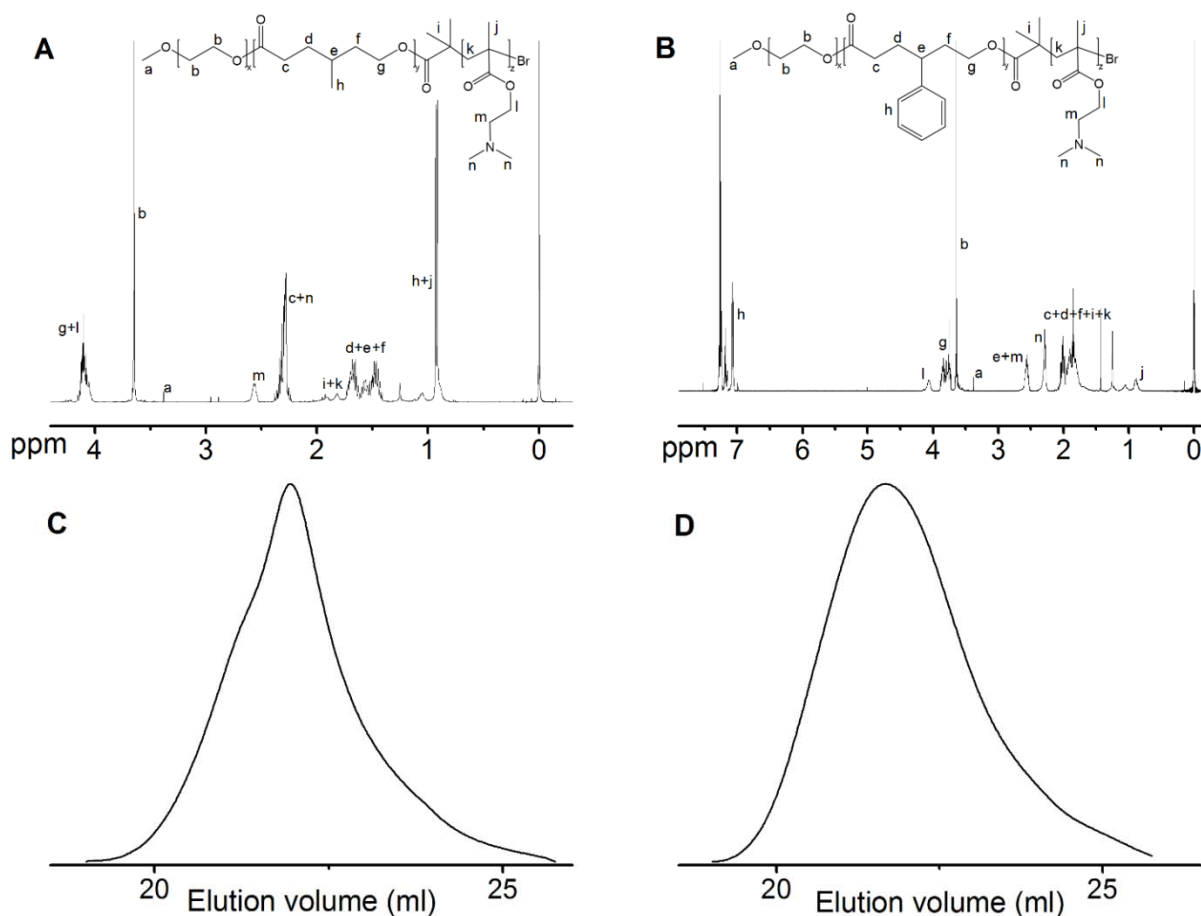 A
O
d
f
O
i
j
O
O
O
e
O
k
Br
a
b
b
x
c
h
g
y
O
O
z
O
l
m
N
n
n
b
g+l
a
m
c+n
i+k
d+e+f
h+j
ppm 4 3 2 1 0
B
O
b
d
f
O
i
j
O
O
O
e
O
k
Br
a
b
x
c
g
y
O
O
z
O
h
l
m
N
n
n
b
h
c+d+f+i+k
g
e+m
n
l
a
j
ppm 7 6 5 4 3 2 1 0
C
20 25
Elution volume (ml)
D
20 25
Elution volume (ml)